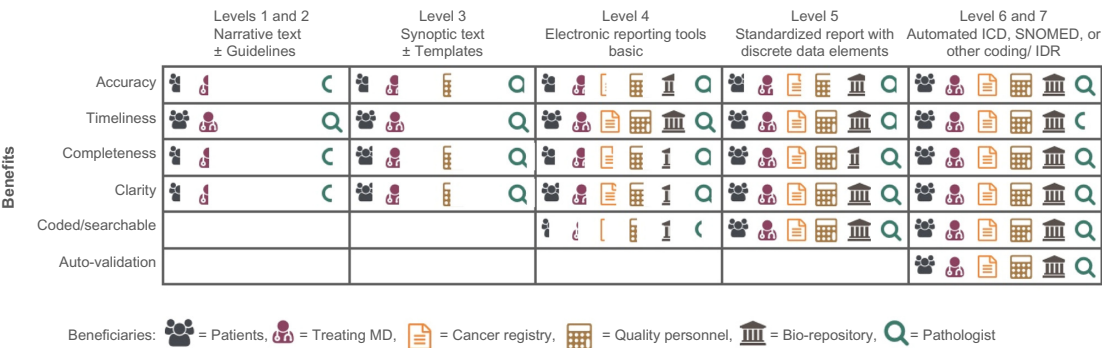 Levels 1 and 2
Narrative text
± Guidelines
Level 3
Synoptic text
± Templates
Level 4
Electronic reporting tools
basic
Level 5
Standardized report with
discrete data elements
Level 6 and 7
Automated ICD, SNOMED, or
other coding/ IDR
Benefits
Accuracy
Timeliness
Completeness
Clarity
Coded/searchable
Auto-validation
Beneficiaries: = Patients, = Treating MD, = Cancer registry, = Quality personnel, = Bio-repository, = Pathologist